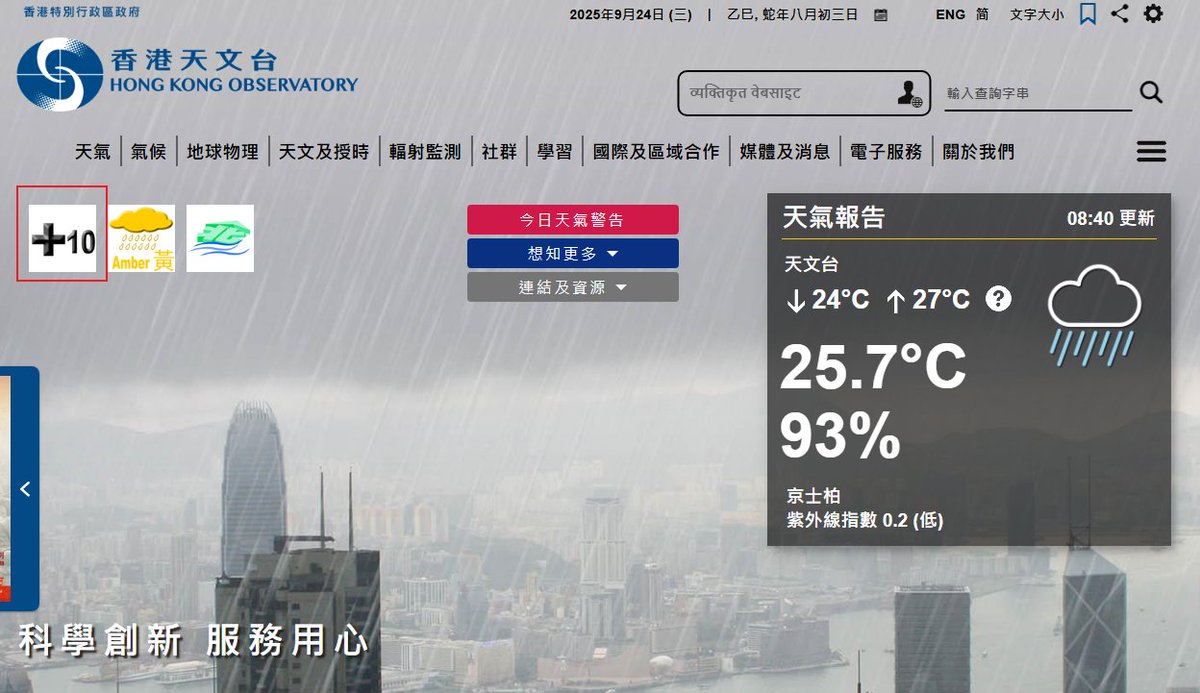 香港特別行政區政府
2025年9月24日 (三) | 乙巳, 蛇年八月初三日
ENG 简 文字大小
香港天文台
HONG KONG OBSERVATORY
व्यक्तिकृत वेबसाइट
輸入查詢字串
天氣 氣候 地球物理 天文及授時 輻射監測 社群 學習 國際及區域合作 媒體及消息 電子服務 關於我們
+10
Amber 黃
今日天氣警告
想知更多
連結及資源
天氣報告 08:40 更新
天文台
↓24°C ↑27°C ?
25.7°C
93%
京士柏
紫外線指數 0.2 (低)
科學創新 服務用心